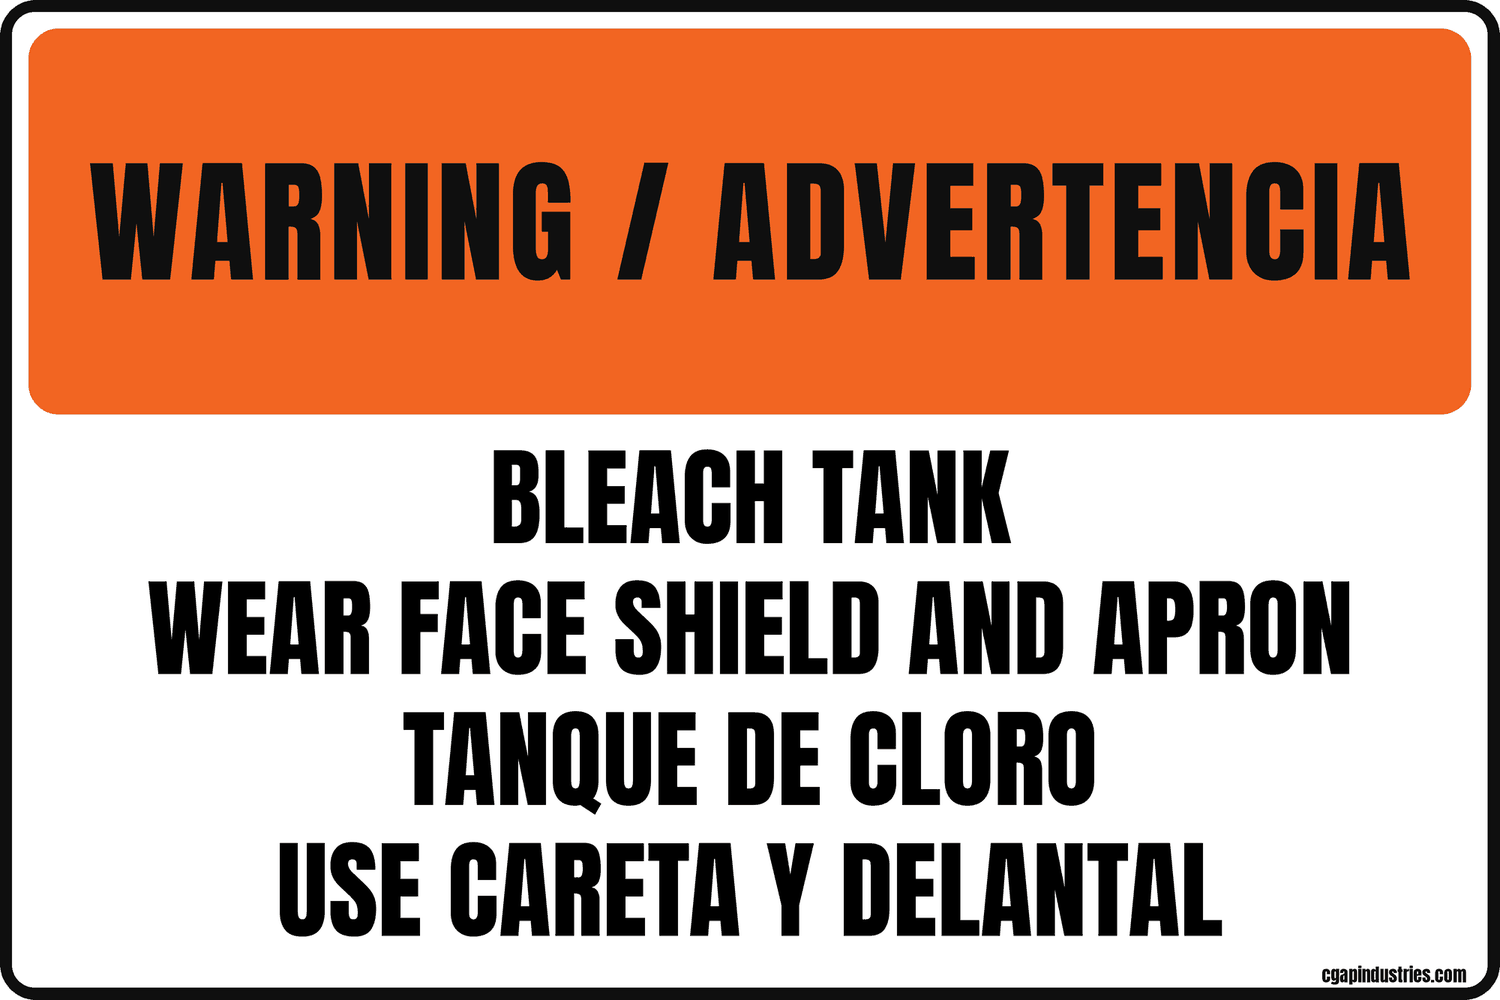 WARNING / ADVERTENCIA
BLEACH TANK
WEAR FACE SHIELD AND APRON
TANQUE DE CLORO
USE CARETA Y DELANTAL
cgapindustries.com